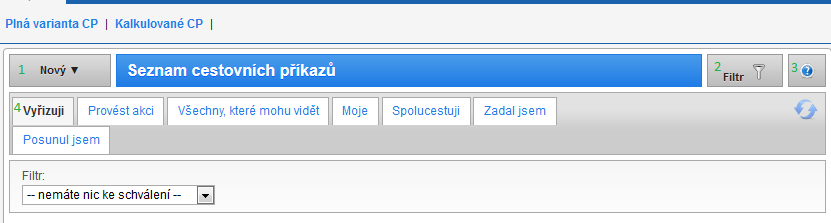 Plná varianta CP | Kalkulované CP |
1 Nový ▼ Seznam cestovních příkazů 2 Filtr 3 ?
4 Vyřizuji Provést akci Všechny, které mohu vidět Moje Spolucestuji Zadal jsem
Posunul jsem
Filtr:
-- nemáte nic ke schválení --